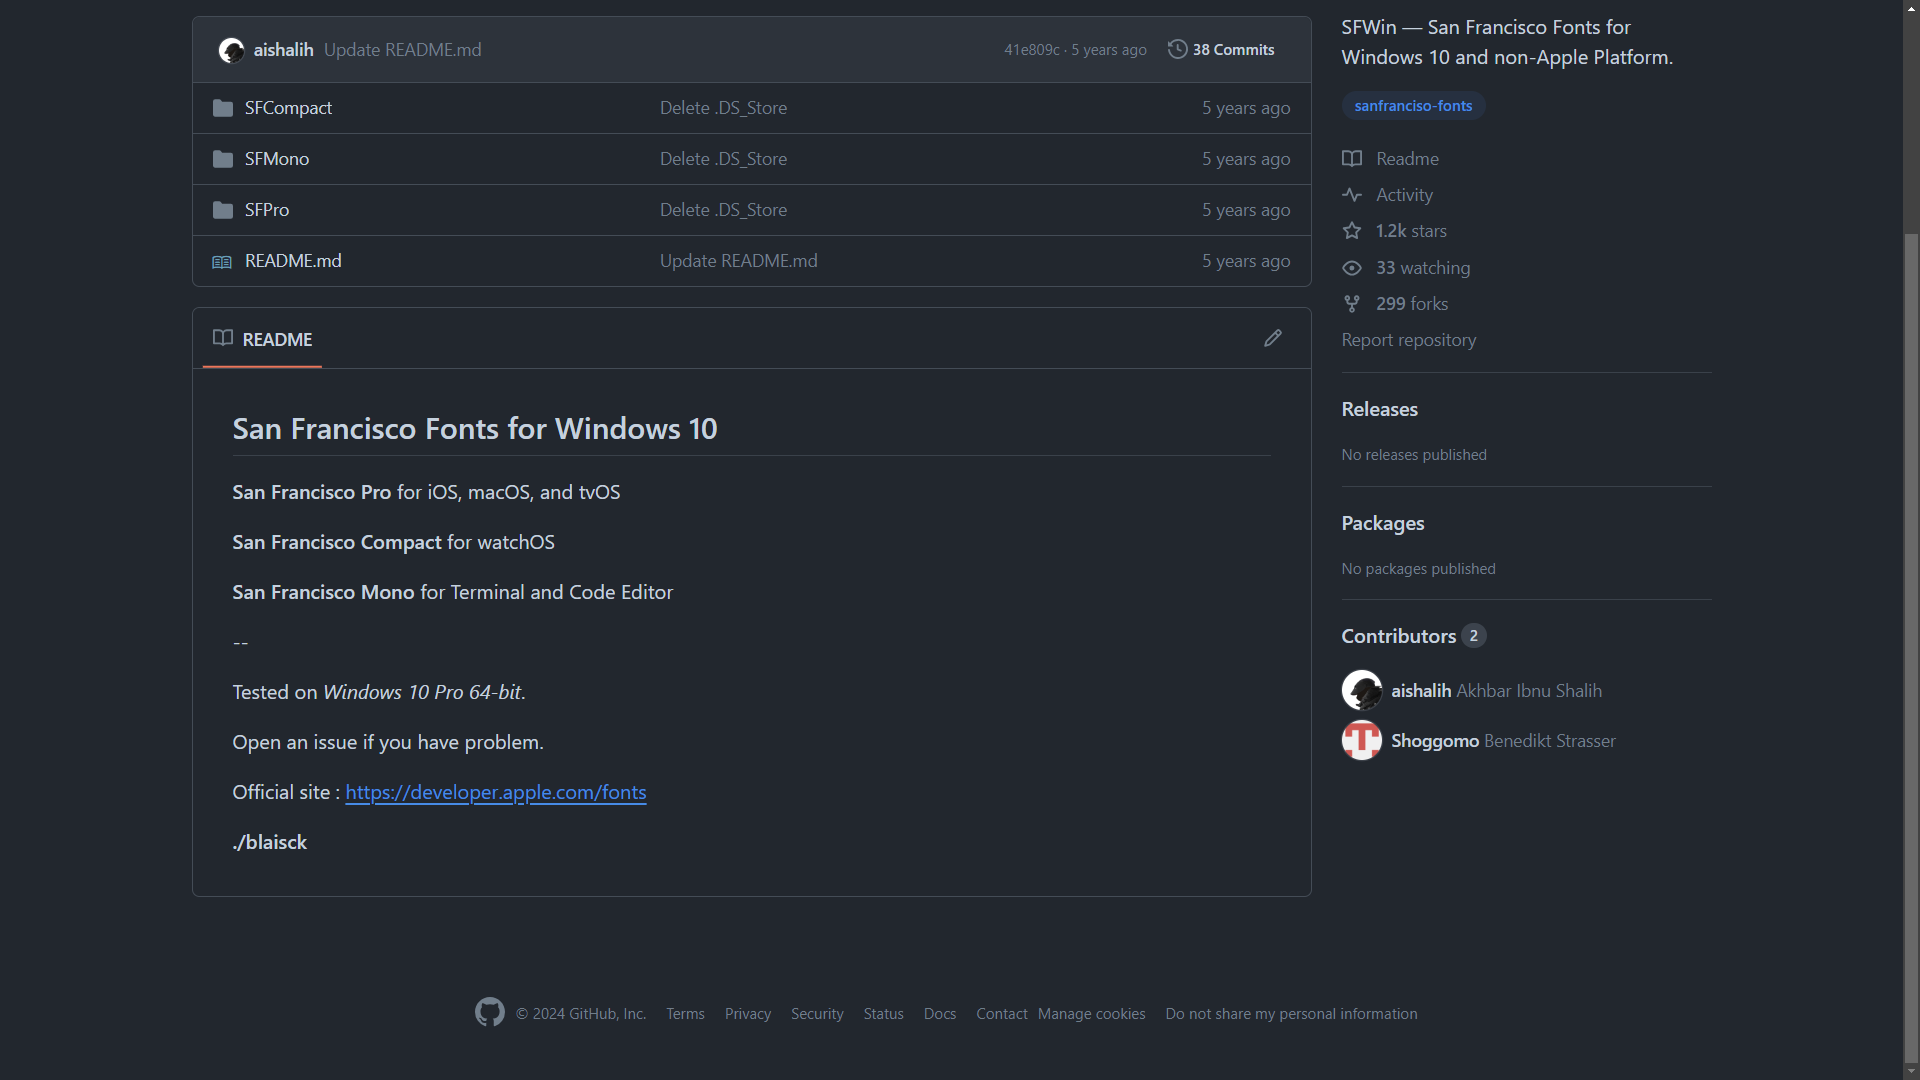 aishalih Update README.md 41e809c · 5 years ago 38 Commits
SFCompact Delete .DS_Store 5 years ago
SFMono Delete .DS_Store 5 years ago
SFPro Delete .DS_Store 5 years ago
README.md Update README.md 5 years ago
README
San Francisco Fonts for Windows 10
San Francisco Pro for iOS, macOS, and tvOS
San Francisco Compact for watchOS
San Francisco Mono for Terminal and Code Editor
--
Tested on Windows 10 Pro 64-bit.
Open an issue if you have problem.
Official site : https://developer.apple.com/fonts
./blaisck
SFWin — San Francisco Fonts for
Windows 10 and non-Apple Platform.
sanfranciso-fonts
Readme
Activity
1.2k stars
33 watching
299 forks
Report repository
Releases
No releases published
Packages
No packages published
Contributors 2
aishalih Akhbar Ibnu Shalih
Shoggomo Benedikt Strasser
© 2024 GitHub, Inc. Terms Privacy Security Status Docs Contact Manage cookies Do not share my personal information